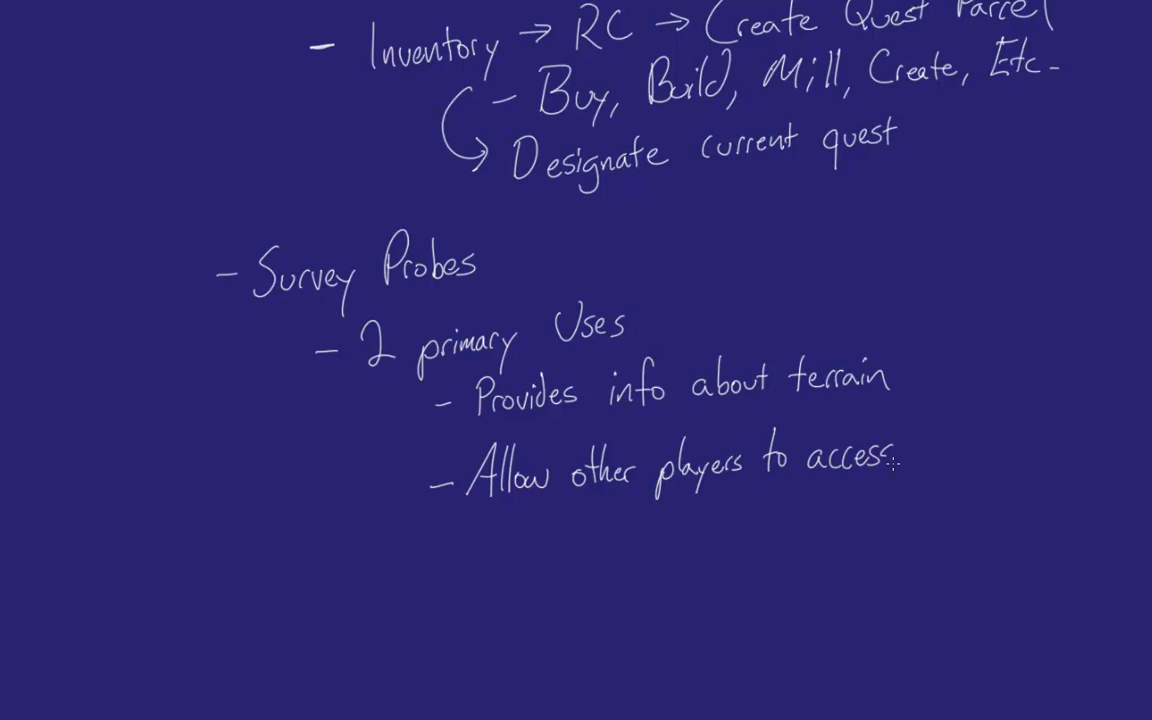 - Inventory → RC → Create Quest Parcel
- Buy, Build, Mill, Create, Etc-
Designate current quest
- Survey Probes
- 2 primary Uses
- Provides info about terrain
- Allow other players to access